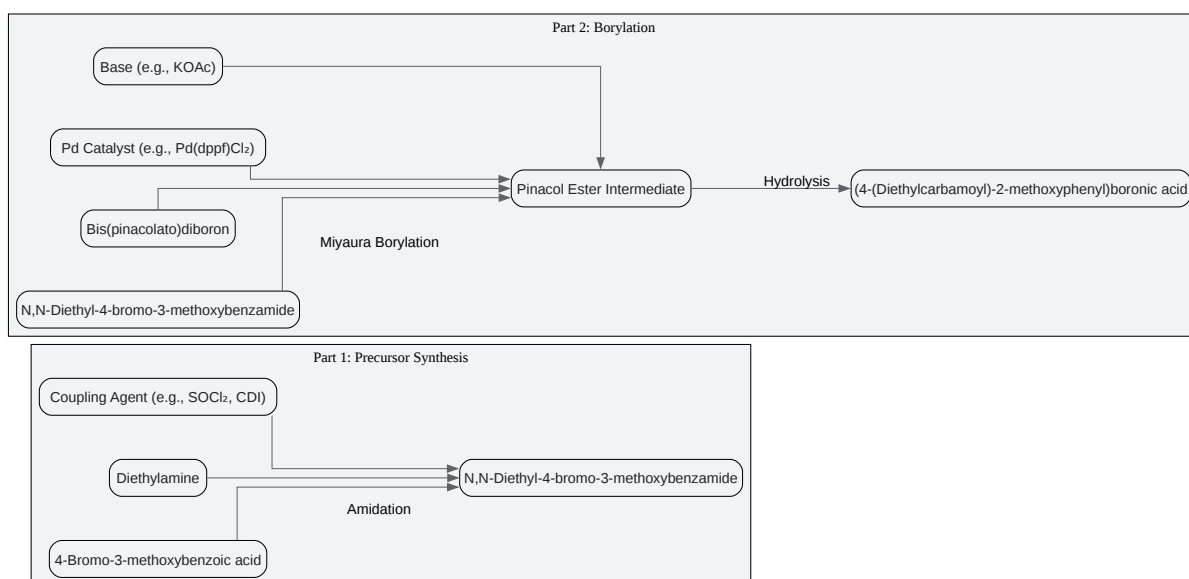 Part 2: Borylation
Base (e.g., KOAc)
Pd Catalyst (e.g., Pd(dppf)Cl₂)
Pinacol Ester Intermediate
Hydrolysis
(4-(Diethylcarbamoyl)-2-methoxyphenyl)boronic acid
Bis(pinacolato)diboron
Miyaura Borylation
N,N-Diethyl-4-bromo-3-methoxybenzamide
Part 1: Precursor Synthesis
Coupling Agent (e.g., SOCl₂, CDI)
Diethylamine
N,N-Diethyl-4-bromo-3-methoxybenzamide
Amidation
4-Bromo-3-methoxybenzoic acid